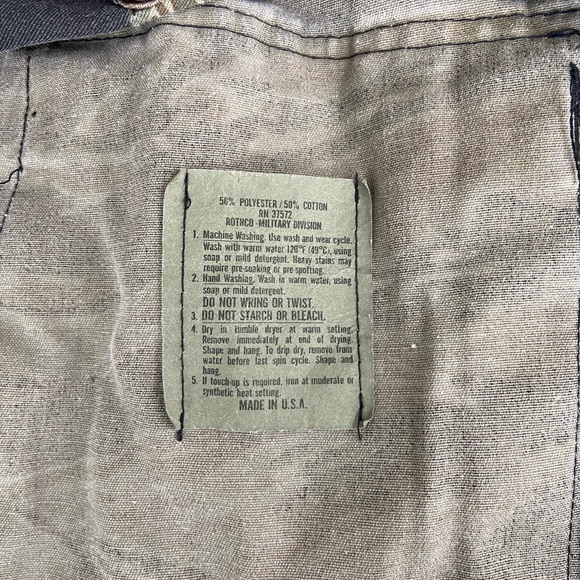 50% POLYESTER / 50% COTTON
RN 37572
ROTHCO-MILITARY DIVISION
1. Machine Washing. Use wash and wear cycle.
Wash with warm water 120°F (49°C), using
soap or mild detergent. Heavy stains may
require pre-soaking or pre-spotting.
2. Hand Washing. Wash in warm water, using
soap or mild detergent.
DO NOT WRING OR TWIST.
3. DO NOT STARCH OR BLEACH.
4. Dry in tumble dryer at warm setting.
Remove immediately at end of drying.
Shape and hang. To drip dry, remove from
water before last spin cycle. Shape and
hang.
5. If touch-up is required, iron at moderate or
synthetic heat setting.
MADE IN U.S.A.